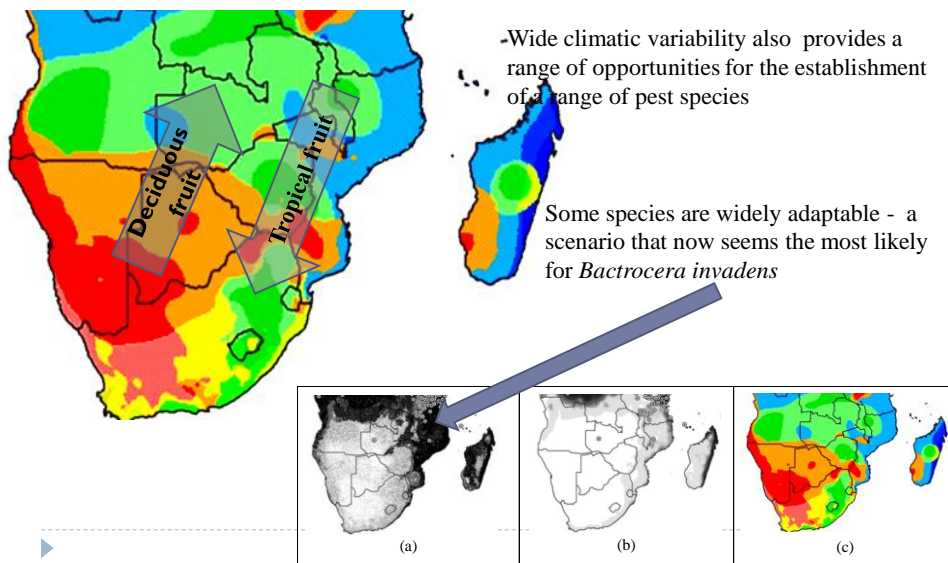 -Wide climatic variability also provides a
range of opportunities for the establishment
of a range of pest species
Deciduous
fruit
Tropical fruit
Some species are widely adaptable - a
scenario that now seems the most likely
for Bactrocera invadens
(a)
(b)
(c)